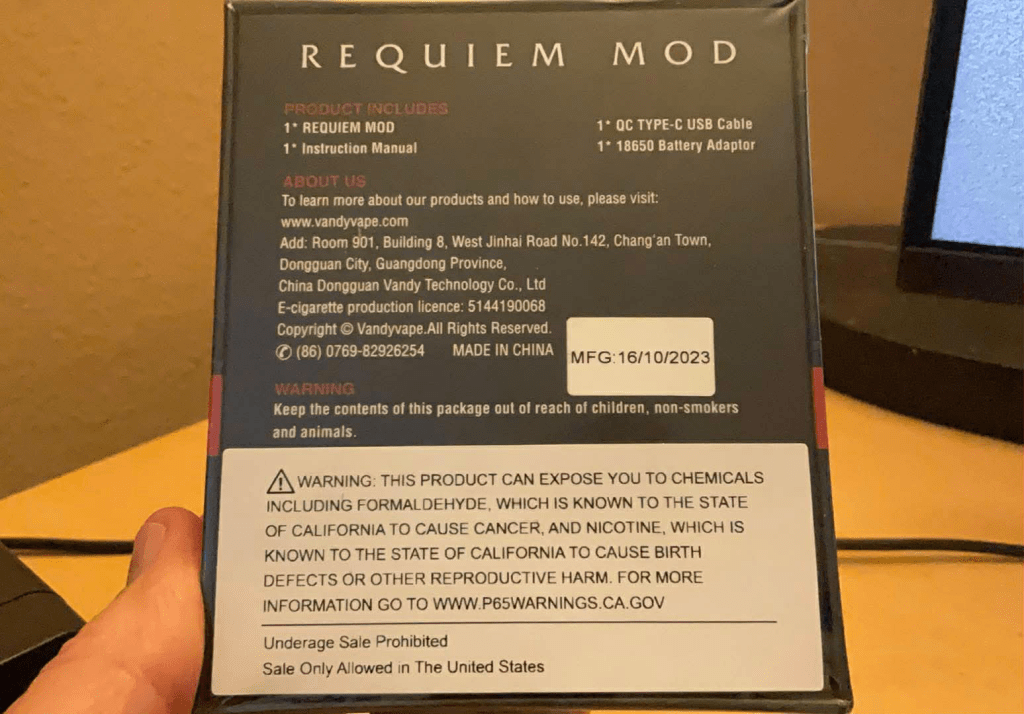 REQUIEM MOD
PRODUCT INCLUDES
1* REQUIEM MOD
1* QC TYPE-C USB Cable
1* Instruction Manual
1* 18650 Battery Adaptor
ABOUT US
To learn more about our products and how to use, please visit:
www.vandyvape.com
Add: Room 901, Building 8, West Jinhai Road No.142, Chang'an Town,
Dongguan City, Guangdong Province,
China Dongguan Vandy Technology Co., Ltd
E-cigarette production licence: 5144190068
Copyright © Vandyvape.All Rights Reserved.
✆ (86) 0769-82926254 MADE IN CHINA
MFG:16/10/2023
WARNING
Keep the contents of this package out of reach of children, non-smokers
and animals.
⚠ WARNING: THIS PRODUCT CAN EXPOSE YOU TO CHEMICALS
INCLUDING FORMALDEHYDE, WHICH IS KNOWN TO THE STATE
OF CALIFORNIA TO CAUSE CANCER, AND NICOTINE, WHICH IS
KNOWN TO THE STATE OF CALIFORNIA TO CAUSE BIRTH
DEFECTS OR OTHER REPRODUCTIVE HARM. FOR MORE
INFORMATION GO TO WWW.P65WARNINGS.CA.GOV
Underage Sale Prohibited
Sale Only Allowed in The United States